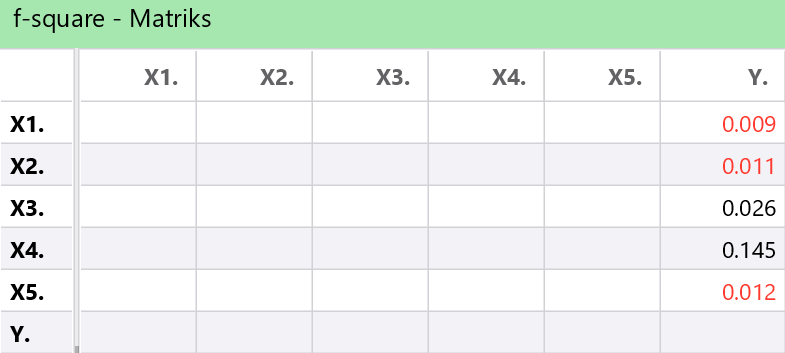 f-square - Matriks
X1. X2. X3. X4. X5. Y.
X1. 0.009
X2. 0.011
X3. 0.026
X4. 0.145
X5. 0.012
Y.